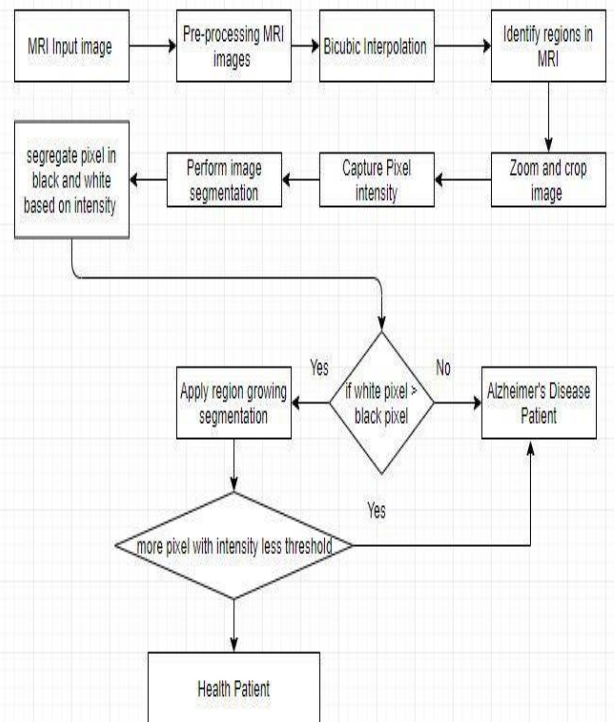 MRI Input image
Pre-processing MRI
images
Bicubic Interpolation
Identify regions in
MRI
Zoom and crop
image
Capture Pixel
intensity
Perform image
segmentation
segregate pixel in
black and white
based on intensity
if white pixel >
black pixel
Yes
No
Apply region growing
segmentation
Alzheimer's Disease
Patient
more pixel with intensity less threshold
Yes
Health Patient